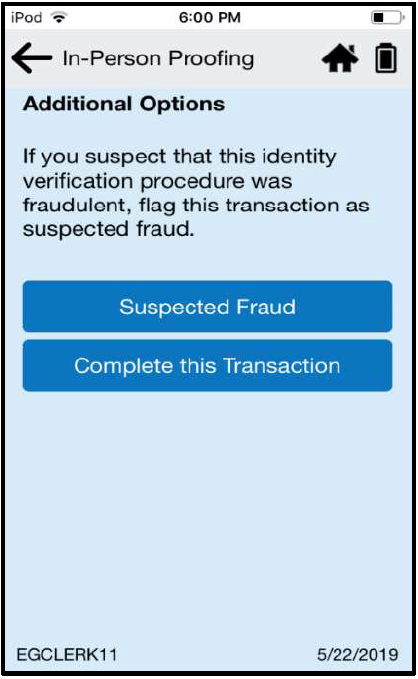 iPod 6:00 PM
In-Person Proofing
Additional Options
If you suspect that this identity
verification procedure was
fraudulent, flag this transaction as
suspected fraud.
Suspected Fraud
Complete this Transaction
EGCLERK11 5/22/2019